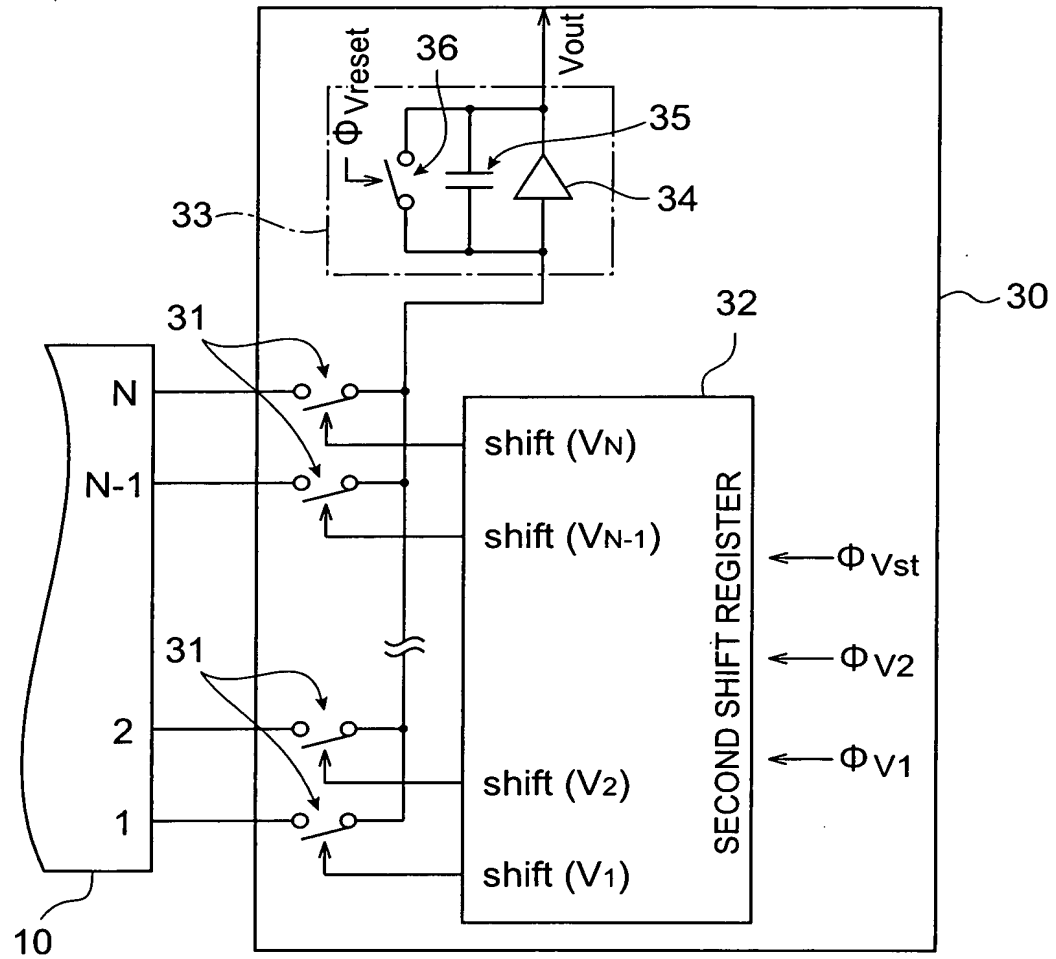 Vout
ΦVreset
36
35
34
33
30
31
32
N
shift (VN)
N-1
shift (VN-1)
SECOND SHIFT REGISTER
ΦVst
31
ΦV2
2
shift (V2)
ΦV1
1
shift (V1)
10